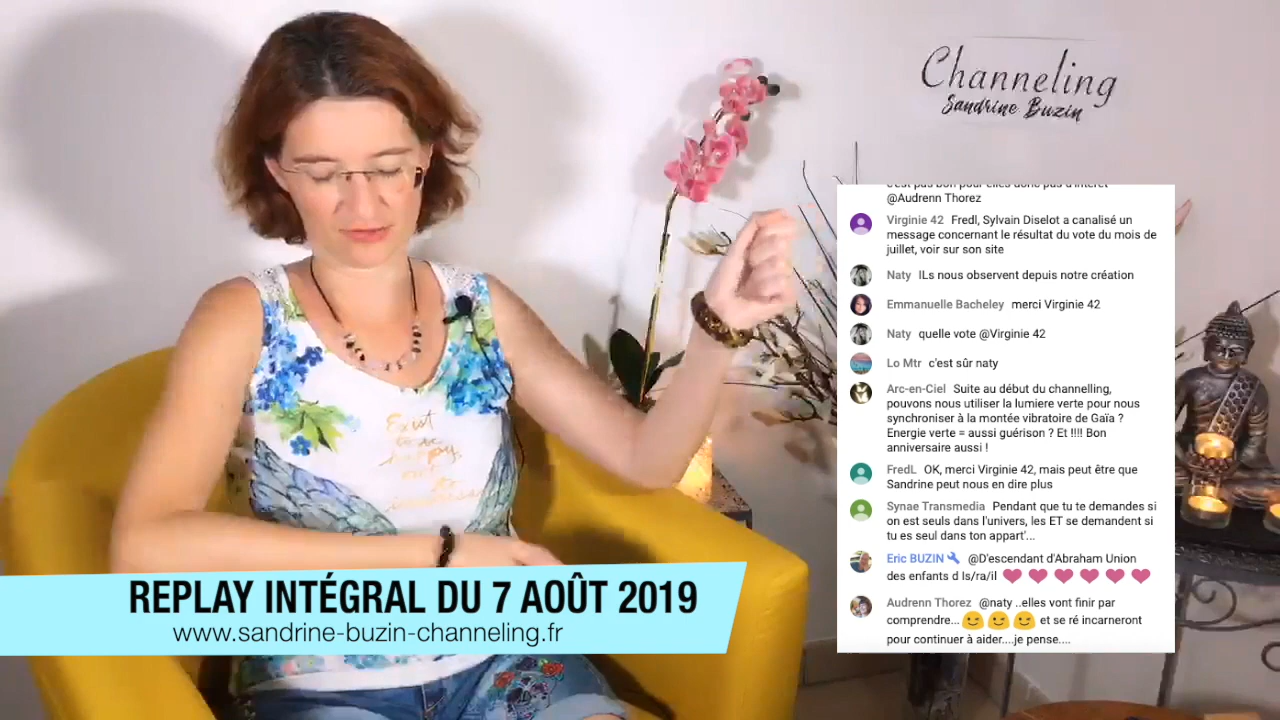 Channeling
Sandrine Buzin
@Audrenn Thorez
Virginie 42 Fredl, Sylvain Diselot a canalisé un
message concernant le résultat du vote du mois de
juillet, voir sur son site
Naty ILs nous observent depuis notre création
Emmanuelle Bacheley merci Virginie 42
Naty quelle vote @Virginie 42
Lo Mtr c'est sûr naty
Arc-en-Ciel Suite au début du channelling,
pouvons nous utiliser la lumiere verte pour nous
synchroniser à la montée vibratoire de Gaïa ?
Energie verte = aussi guérison ? Et !!!! Bon
anniversaire aussi !
FredL OK, merci Virginie 42, mais peut être que
Sandrine peut nous en dire plus
Synae Transmedia Pendant que tu te demandes si
on est seuls dans l'univers, les ET se demandent si
tu es seul dans ton appart'...
Eric BUZIN @D'escendant d'Abraham Union
des enfants d Is/ra/il
Audrenn Thorez @naty ..elles vont finir par
comprendre... et se ré incarneront
pour continuer à aider....je pense....
Exist
to be
happy,
not
to
REPLAY INTÉGRAL DU 7 AOÛT 2019
www.sandrine-buzin-channeling.fr